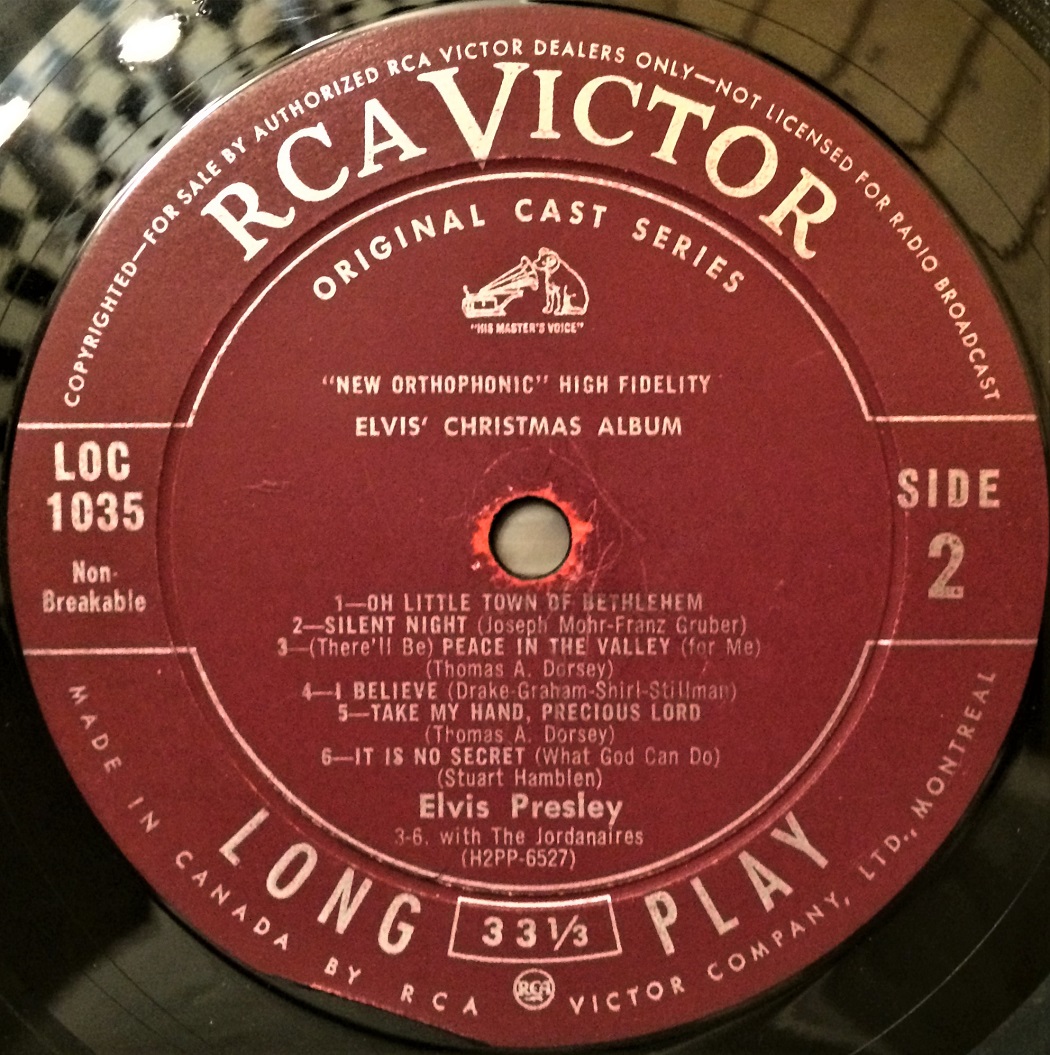 COPYRIGHTED—FOR SALE BY AUTHORIZED RCA VICTOR DEALERS ONLY—NOT LICENSED FOR RADIO BROADCAST
RCA VICTOR
ORIGINAL CAST SERIES
"HIS MASTER'S VOICE"
"NEW ORTHOPHONIC" HIGH FIDELITY
ELVIS' CHRISTMAS ALBUM
LOC
1035
Non-
Breakable
SIDE
2
1—OH LITTLE TOWN OF BETHLEHEM
2—SILENT NIGHT (Joseph Mohr-Franz Gruber)
3—(There'll Be) PEACE IN THE VALLEY (for Me)
(Thomas A. Dorsey)
4—I BELIEVE (Drake-Graham-Shirl-Stillman)
5—TAKE MY HAND, PRECIOUS LORD
(Thomas A. Dorsey)
6—IT IS NO SECRET (What God Can Do)
(Stuart Hamblen)
Elvis Presley
3-6. with The Jordanaires
(H2PP-6527)
LONG 33⅓ PLAY
MADE IN CANADA BY RCA RCA VICTOR COMPANY, LTD., MONTREAL